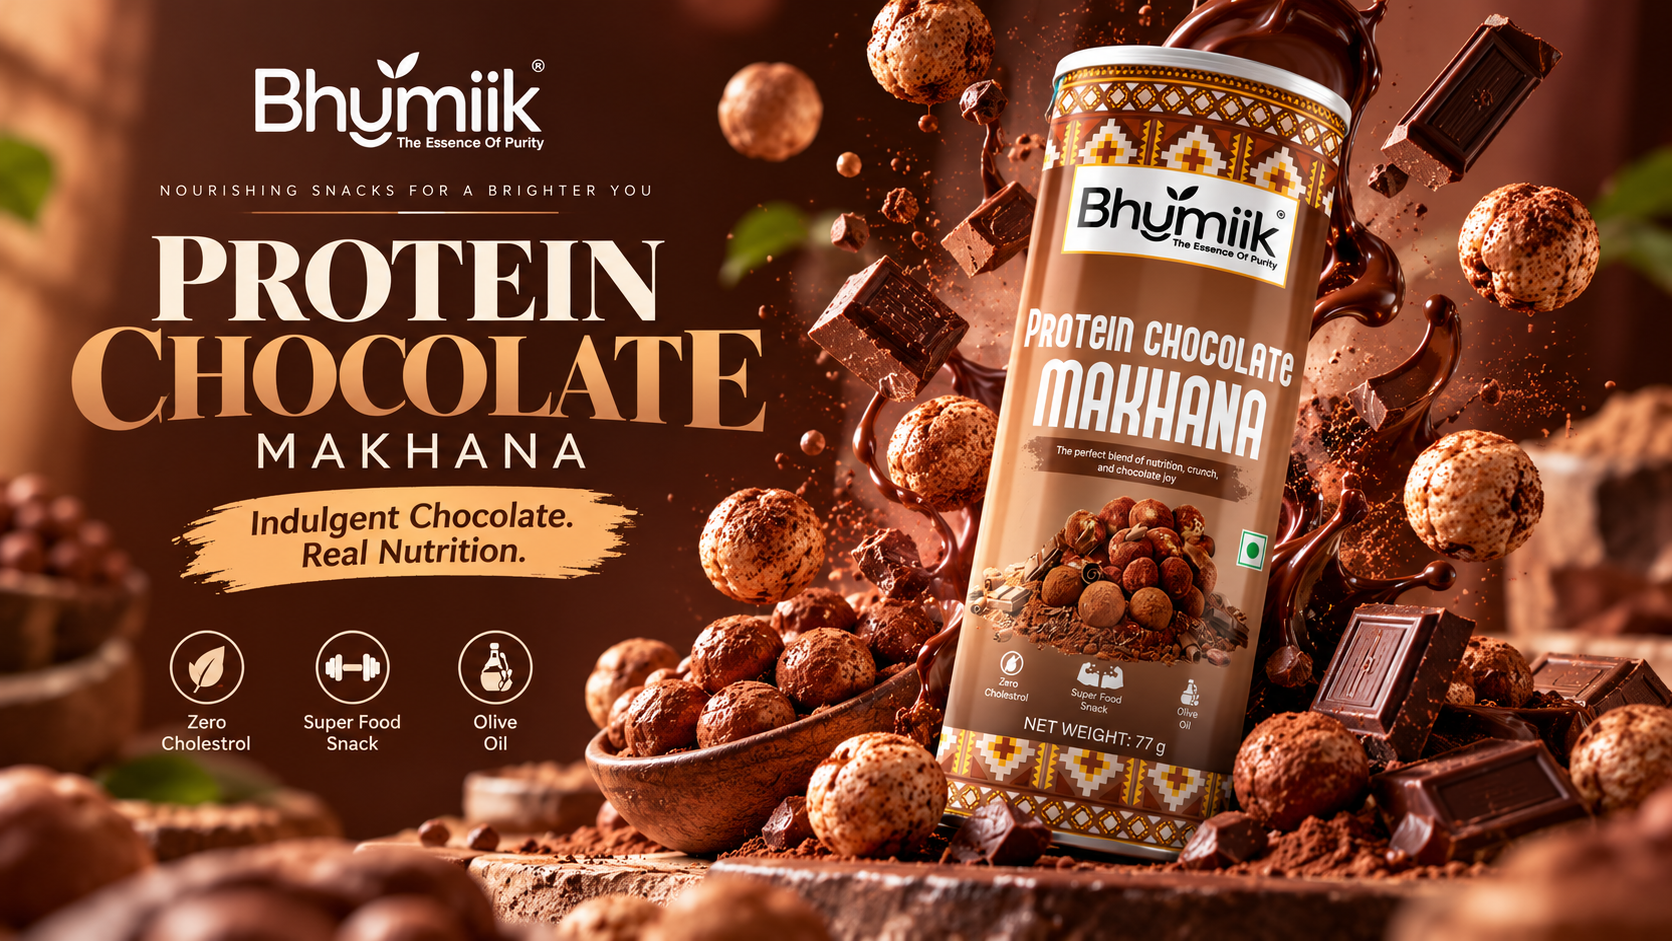 Bhymiik®
The Essence Of Purity
NOURISHING SNACKS FOR A BRIGHTER YOU
PROTEIN
CHOCOLATE
MAKHANA
Indulgent Chocolate.
Real Nutrition.
Zero
Cholestrol
Super Food
Snack
Olive
Oil
Bhymiik®
The Essence Of Purity
PROTEIN CHOCOLATE
MAKHANA
The perfect blend of nutrition, crunch,
and chocolate joy
Zero
Cholestrol
Super Food
Snack
Olive
Oil
NET WEIGHT: 77 g